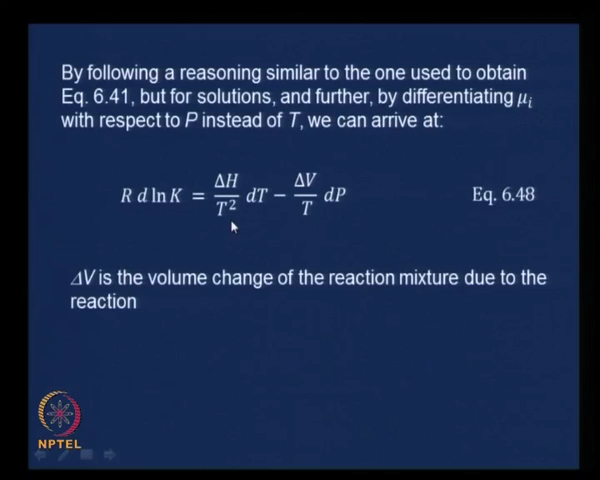 By following a reasoning similar to the one used to obtain
Eq. 6.41, but for solutions, and further, by differentiating μᵢ
with respect to P instead of T, we can arrive at:
R d ln K = ΔH/T² dT − ΔV/T dP Eq. 6.48
ΔV is the volume change of the reaction mixture due to the
reaction
NPTEL